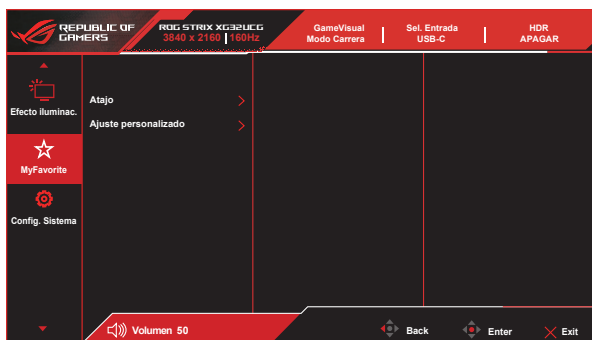 REPUBLIC OF
GAMERS
ROG STRIX XG32UCG
3840 x 2160 160Hz
GameVisual
Modo Carrera
Sel. Entrada
USB-C
HDR
APAGAR
Efecto iluminac.
MyFavorite
Config. Sistema
Atajo
Ajuste personalizado
Volumen 50
Back
Enter
Exit